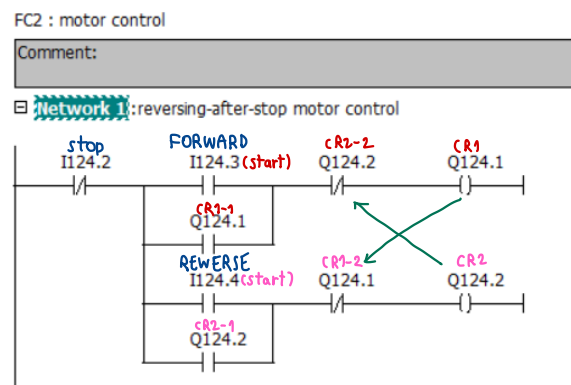 FC2 : motor control
Comment:
Network 1 :reversing-after-stop motor control
stop FORWARD CR2-2 CR1
I124.2 I124.3 (start) Q124.2 Q124.1
CR1-1
Q124.1
REWERSE CR1-2 CR2
I124.4 (start) Q124.1 Q124.2
CR2-1
Q124.2